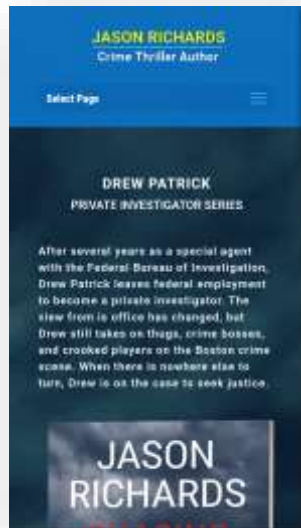 JASON RICHARDS
Crime Thriller Author
Select Page
DREW PATRICK
PRIVATE INVESTIGATOR SERIES
After several years as a special agent
with the Federal Bureau of Investigation,
Drew Patrick leaves federal employment
to become a private investigator. The
view from is office has changed, but
Drew still takes on thugs, crime bosses,
and crooked players on the Boston crime
scene. When there is nowhere else to
turn, Drew is on the case to seek justice.
JASON
RICHARDS